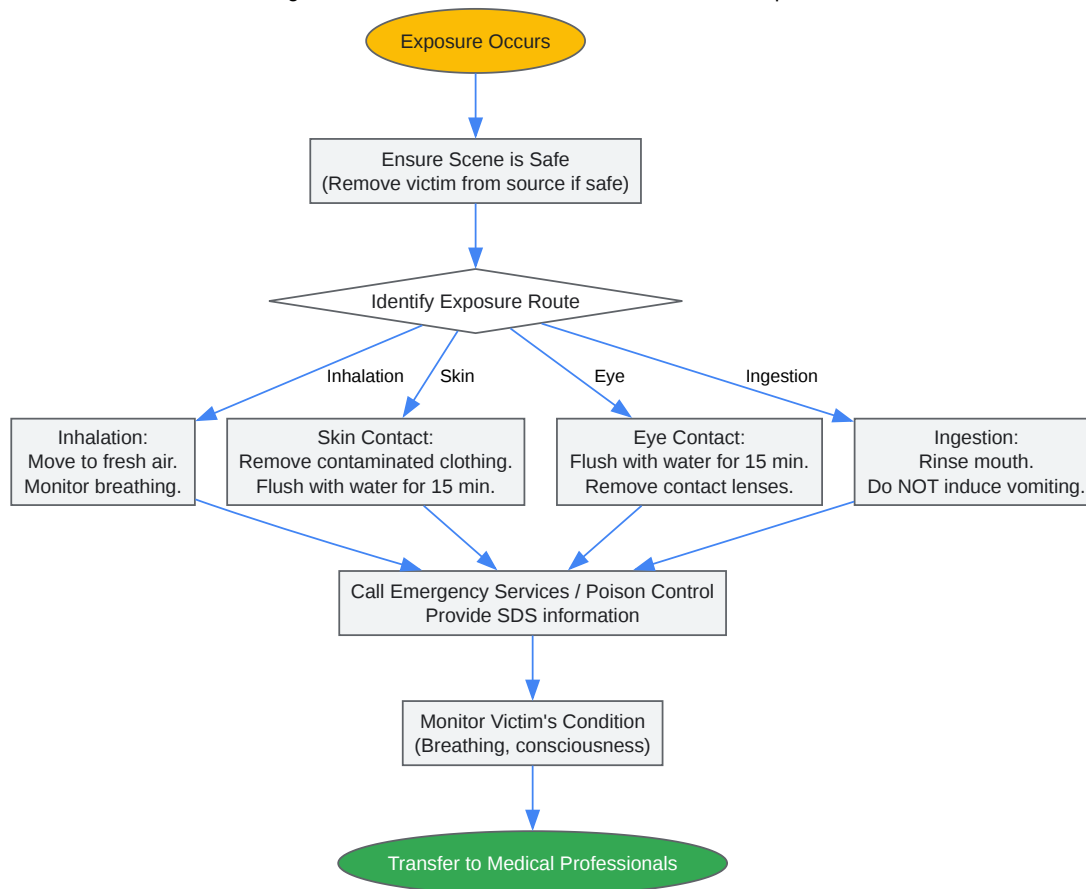 Exposure Occurs
Ensure Scene is Safe
(Remove victim from source if safe)
Identify Exposure Route
Inhalation
Skin
Eye
Ingestion
Inhalation:
Move to fresh air.
Monitor breathing.
Skin Contact:
Remove contaminated clothing.
Flush with water for 15 min.
Eye Contact:
Flush with water for 15 min.
Remove contact lenses.
Ingestion:
Rinse mouth.
Do NOT induce vomiting.
Call Emergency Services / Poison Control
Provide SDS information
Monitor Victim's Condition
(Breathing, consciousness)
Transfer to Medical Professionals